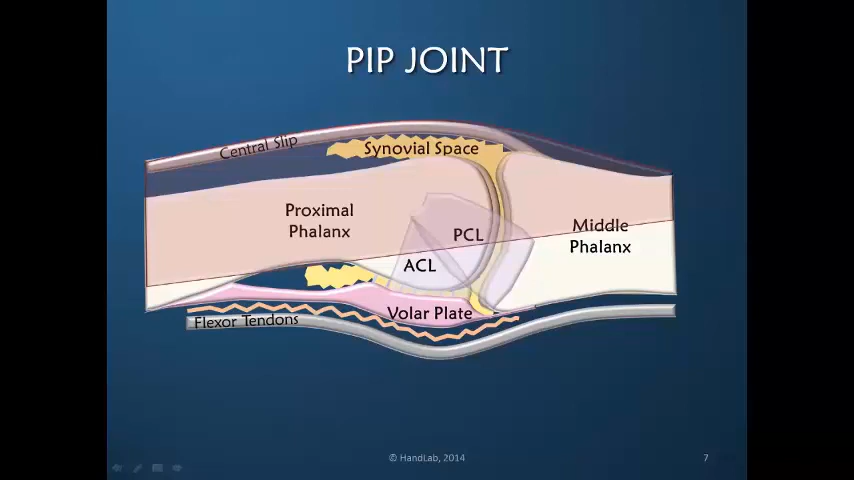 PIP JOINT
Central Slip
Synovial Space
Proximal
Phalanx
PCL
Middle
Phalanx
ACL
Volar Plate
Flexor Tendons
© HandLab, 2014
7